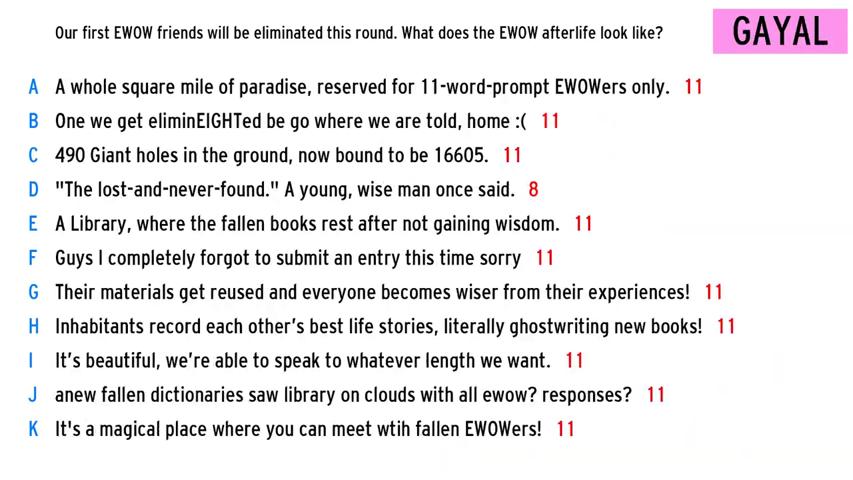 Our first EWOW friends will be eliminated this round. What does the EWOW afterlife look like?
GAYAL
A A whole square mile of paradise, reserved for 11-word-prompt EWOWers only. 11
B One we get eliminEIGHTed be go where we are told, home :( 11
C 490 Giant holes in the ground, now bound to be 16605. 11
D "The lost-and-never-found." A young, wise man once said. 8
E A Library, where the fallen books rest after not gaining wisdom. 11
F Guys I completely forgot to submit an entry this time sorry 11
G Their materials get reused and everyone becomes wiser from their experiences! 11
H Inhabitants record each other’s best life stories, literally ghostwriting new books! 11
I It’s beautiful, we’re able to speak to whatever length we want. 11
J anew fallen dictionaries saw library on clouds with all ewow? responses? 11
K It's a magical place where you can meet wtih fallen EWOWers! 11